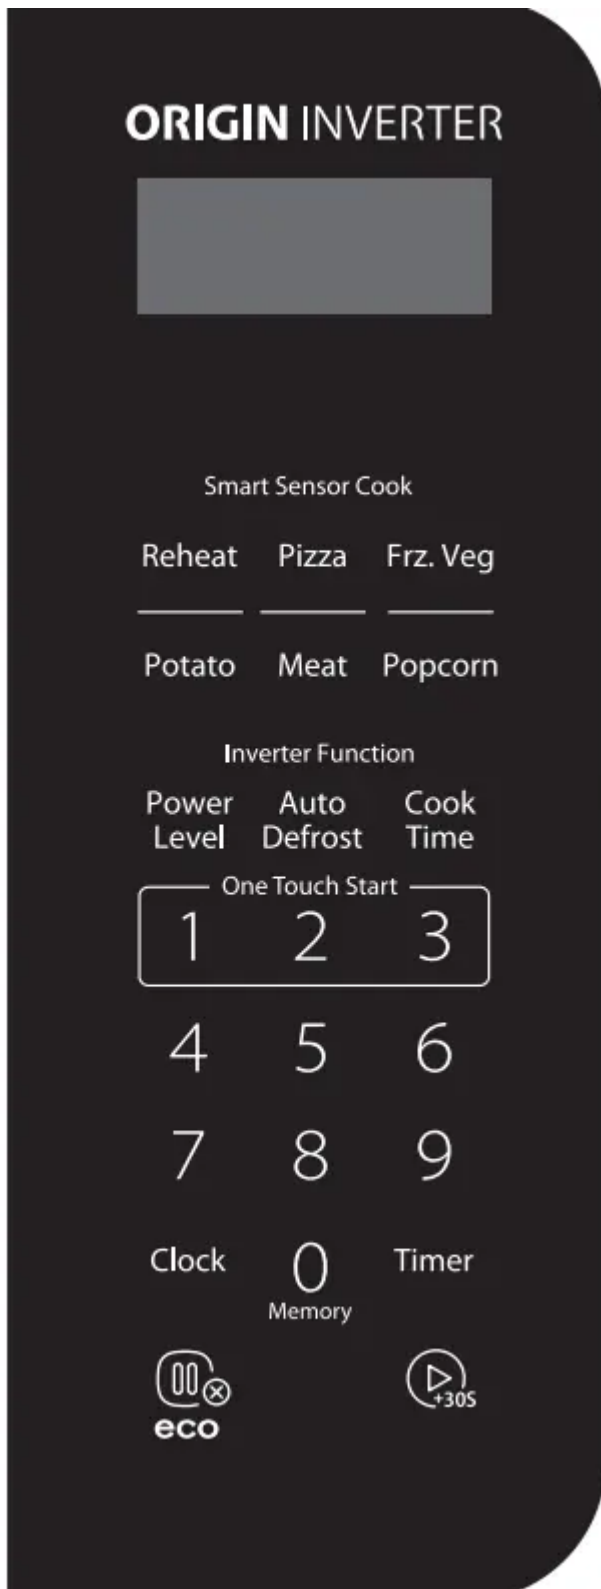 ORIGIN INVERTER
Smart Sensor Cook
Reheat Pizza Frz. Veg
Potato Meat Popcorn
Inverter Function
Power Auto Cook
Level Defrost Time
One Touch Start
1 2 3
4 5 6
7 8 9
Clock 0 Timer
Memory
+30S
eco